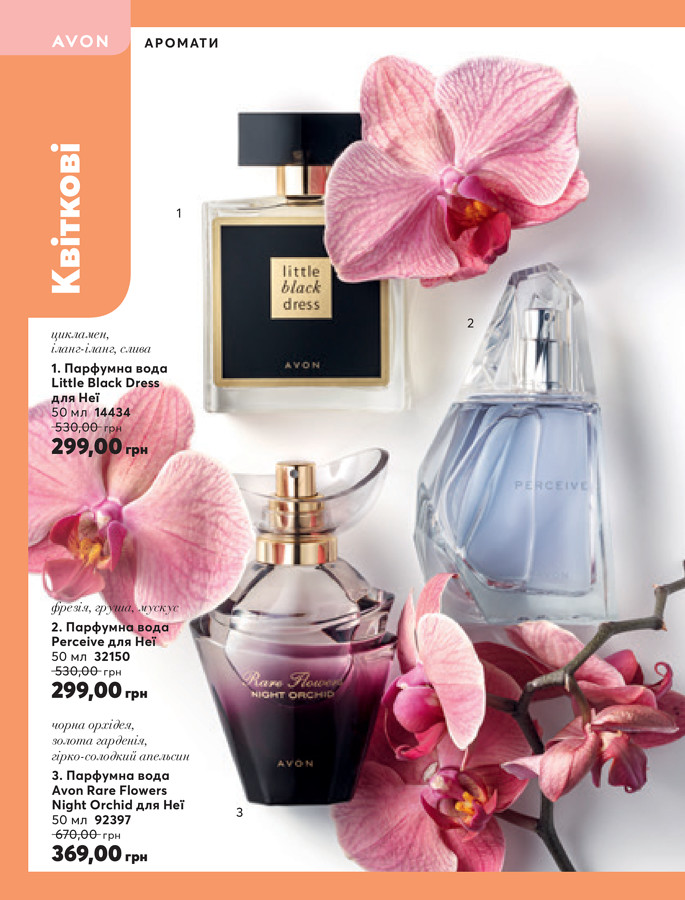 AVON
АРОМАТИ
Квіткові
1
little
black
dress
AVON
2
цикламен,
іланг-іланг, слива
1. Парфумна вода
Little Black Dress
для Неї
50 мл 14434
530,00 грн
299,00 грн
PERCEIVE
фрезія, груша, мускус
2. Парфумна вода
Perceive для Неї
50 мл 32150
530,00 грн
299,00 грн
Rare Flowers
NIGHT ORCHID
AVON
чорна орхідея,
золота гарденія,
гірко-солодкий апельсин
3. Парфумна вода
Avon Rare Flowers
Night Orchid для Неї
50 мл 92397
670,00 грн
369,00 грн
3